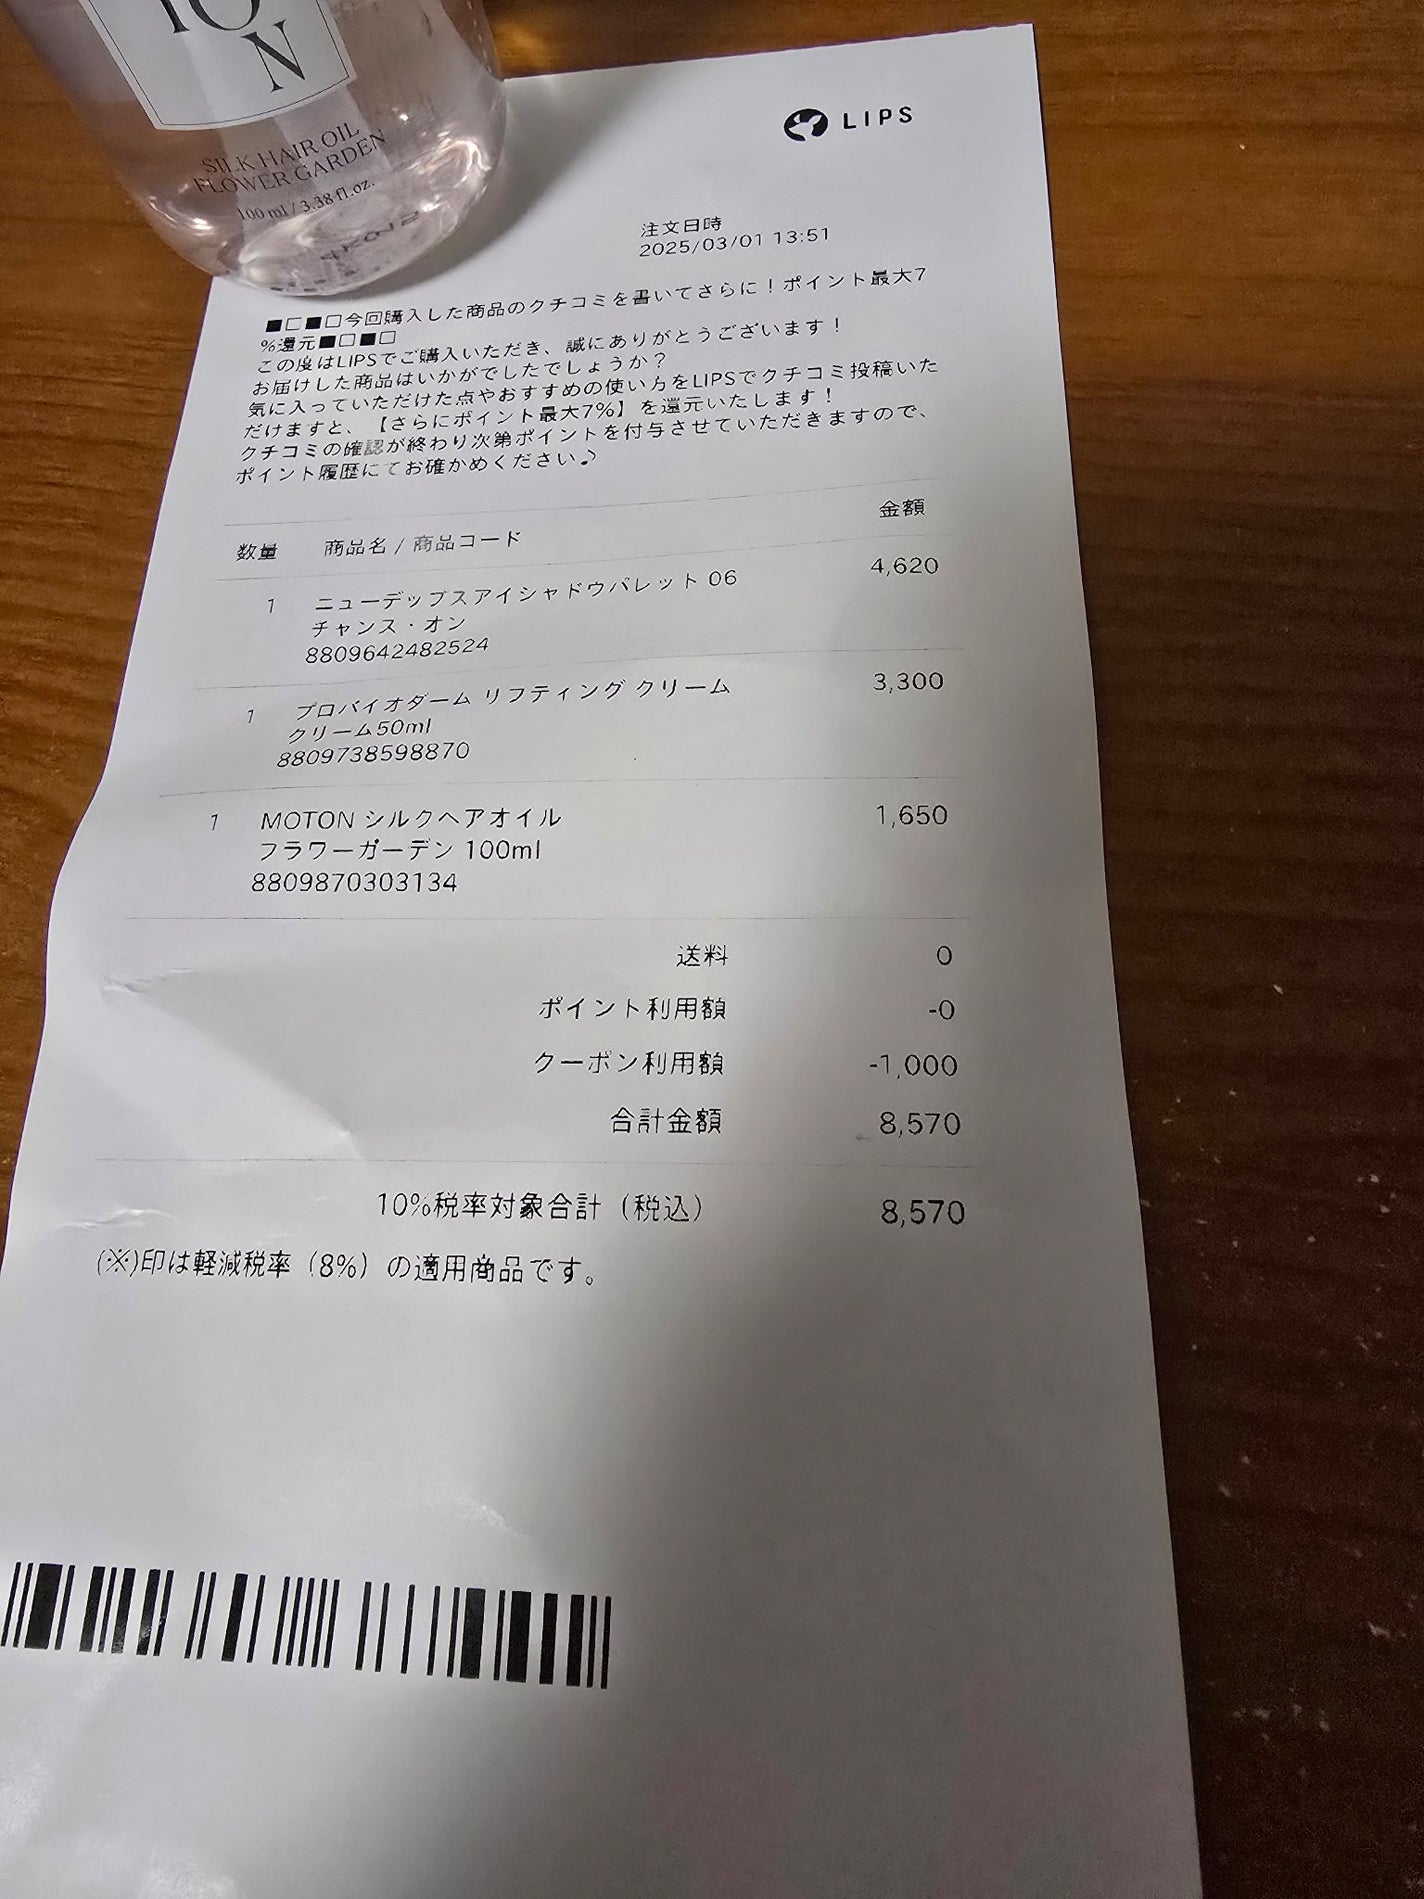 ION
SILK HAIR OIL
FLOWER GARDEN
100 ml / 3.38 fl.oz.
LIPS
注文日時
2025/03/01 13:51
■□■□今回購入した商品のクチコミを書いてさらに！ポイント最大7
%還元■□■□
この度はLIPSでご購入いただき、誠にありがとうございます！
お届けした商品はいかがでしたでしょうか？
気に入っていただけた点やおすすめの使い方をLIPSでクチコミ投稿いた
だけますと、【さらにポイント最大7%】を還元いたします！
クチコミの確認が終わり次第ポイントを付与させていただきますので、
ポイント履歴にてお確かめください♪
数量 商品名 / 商品コード 金額
1 ニューデップスアイシャドウパレット 06 4,620
チャンス・オン
8809642482524
1 プロバイオダーム リフティング クリーム 3,300
クリーム50ml
8809738598870
1 MOTON シルクヘアオイル 1,650
フラワーガーデン 100ml
8809870303134
送料 0
ポイント利用額 -0
クーポン利用額 -1,000
合計金額 8,570
10%税率対象合計（税込） 8,570
(※)印は軽減税率（8%）の適用商品です。